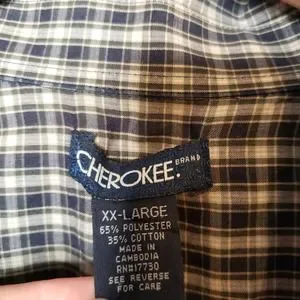 CHEROKEE. BRAND
XX-LARGE
65% POLYESTER
35% COTTON
MADE IN
CAMBODIA
RN#17730
SEE REVERSE
FOR CARE